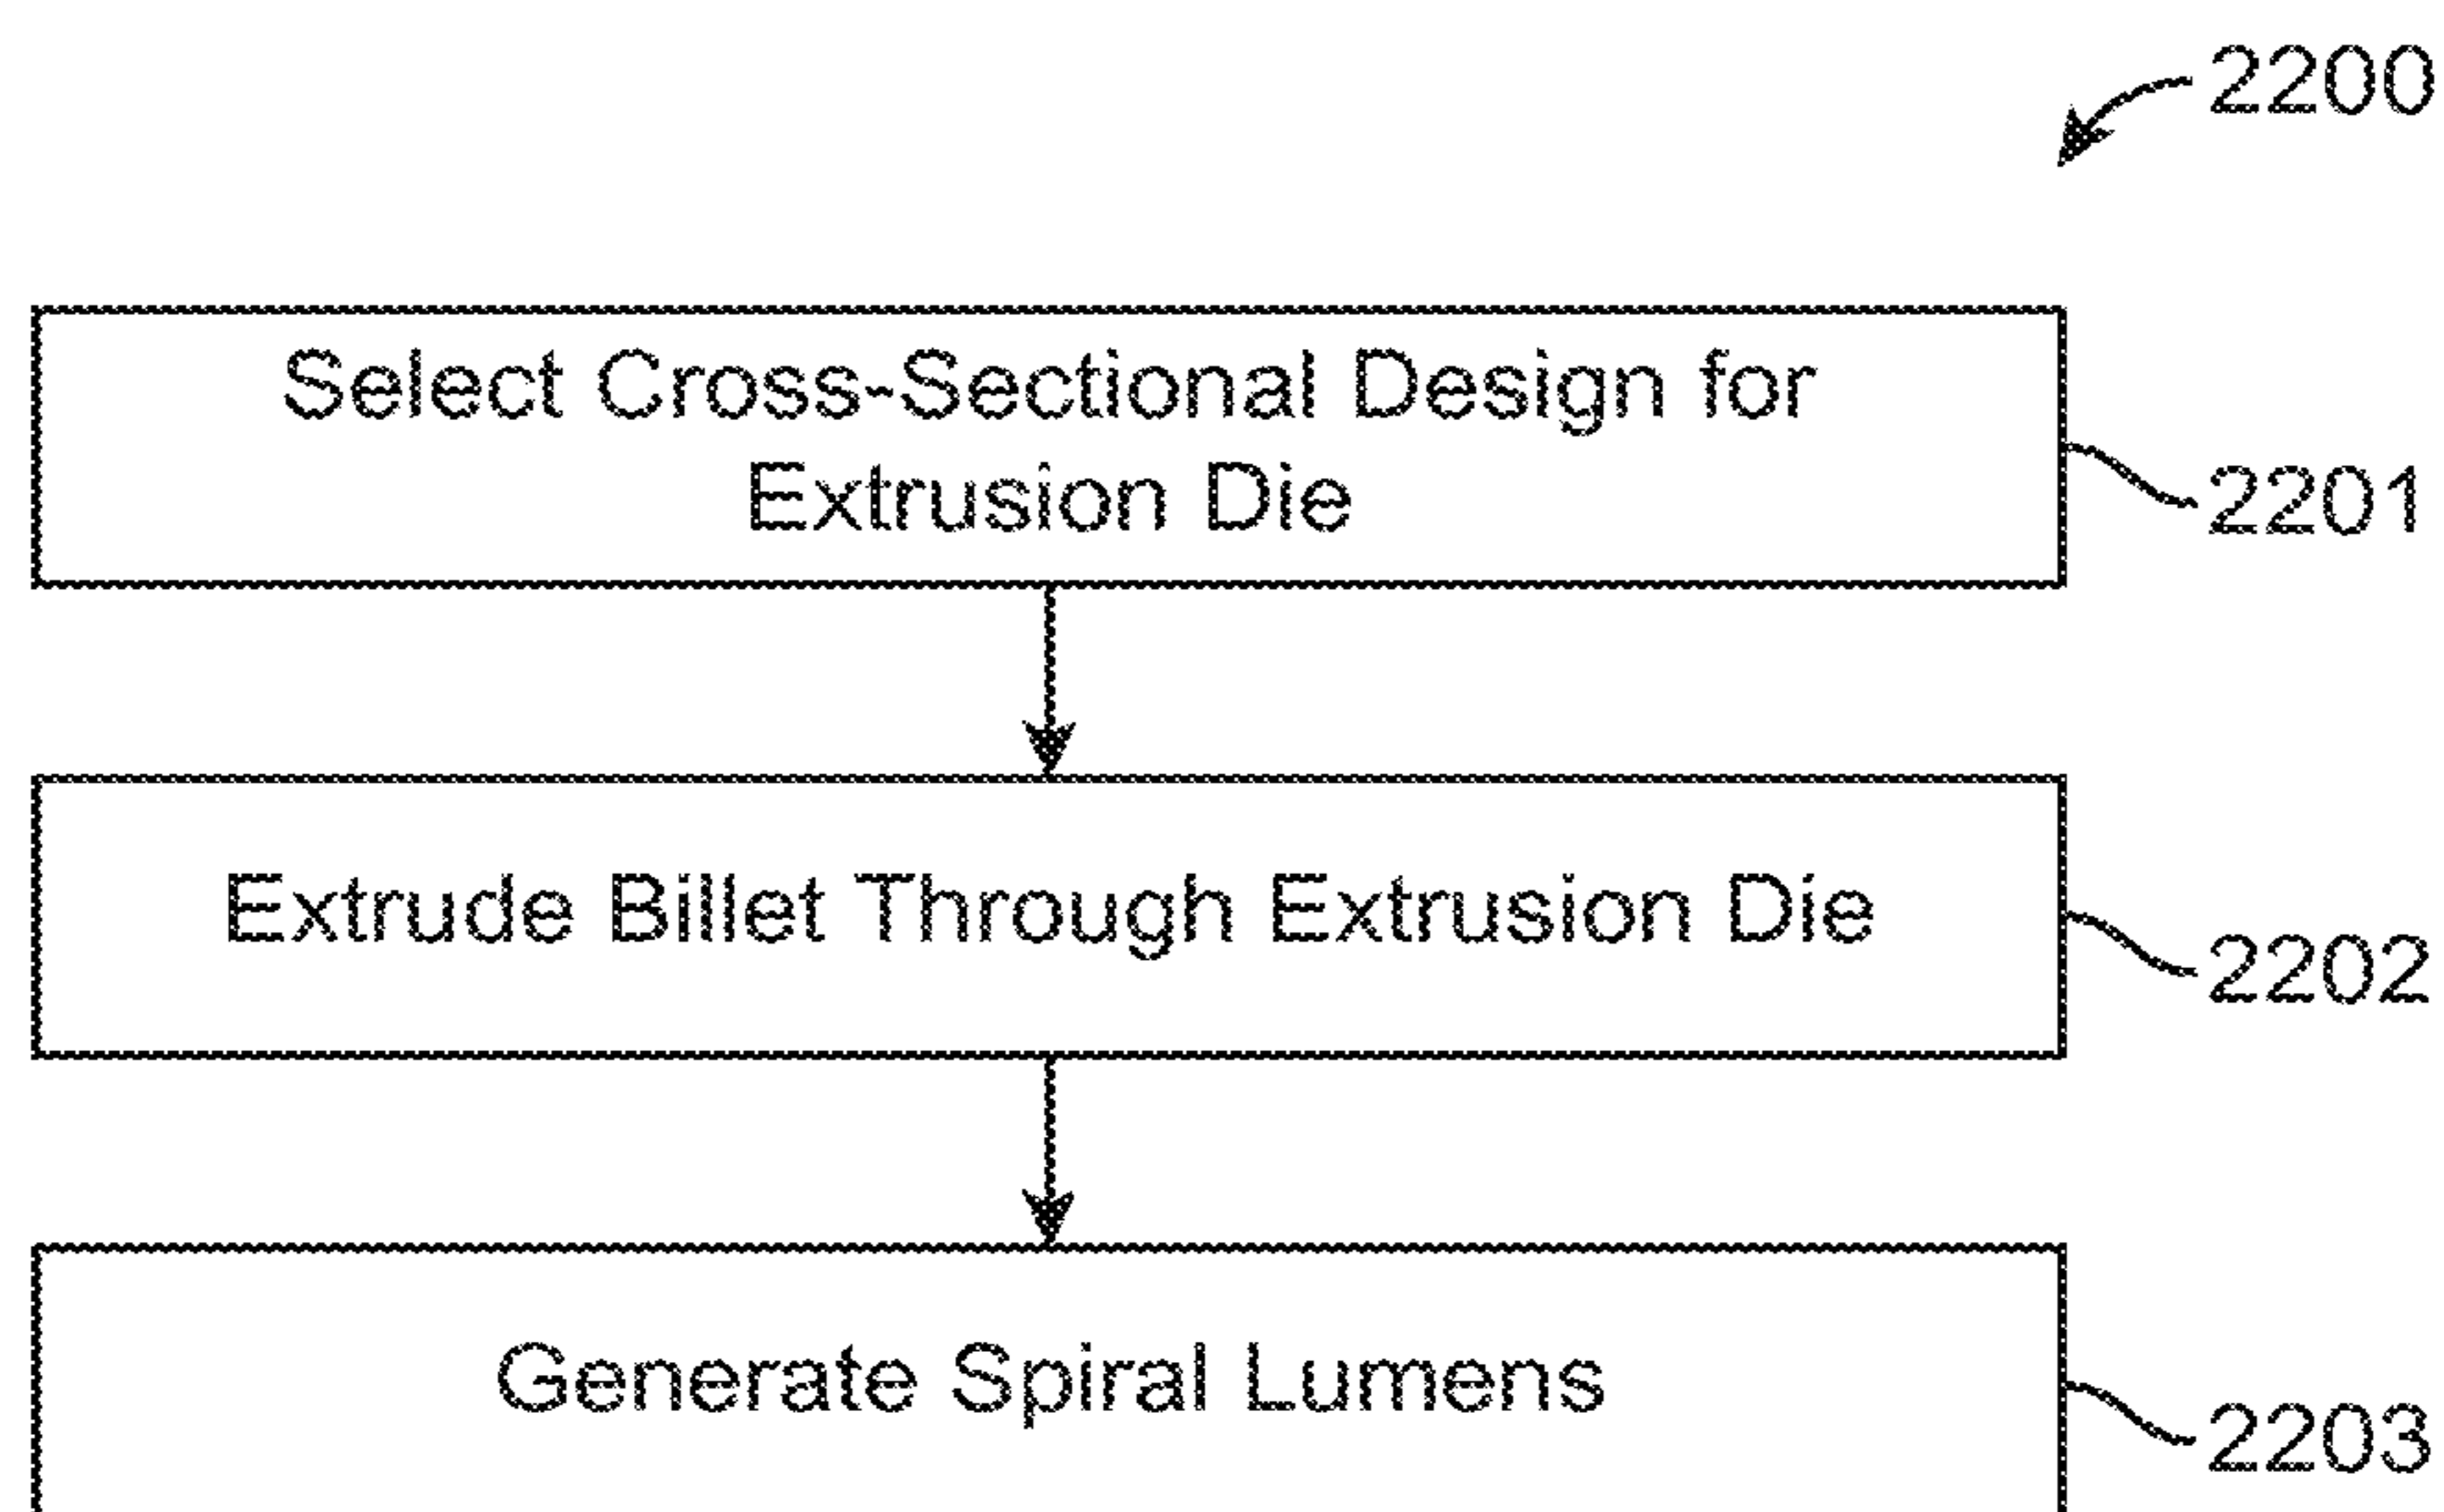 2200
Select Cross-Sectional Design for
Extrusion Die
2201
Extrude Billet Through Extrusion Die
2202
Generate Spiral Lumens
2203